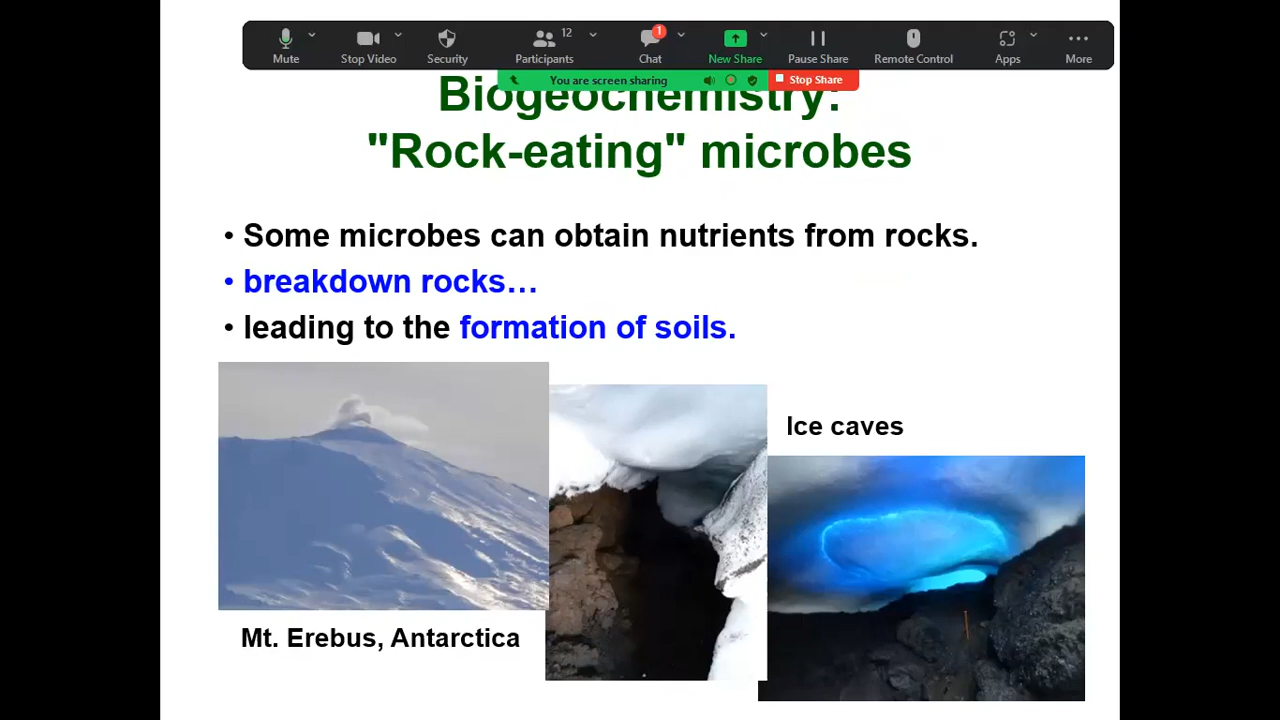 12
1
Mute
Stop Video
Security
Participants
Chat
New Share
Pause Share
Remote Control
Apps
More
You are screen sharing
Stop Share
Biogeochemistry:
"Rock-eating" microbes
• Some microbes can obtain nutrients from rocks.
• breakdown rocks…
• leading to the formation of soils.
Ice caves
Mt. Erebus, Antarctica